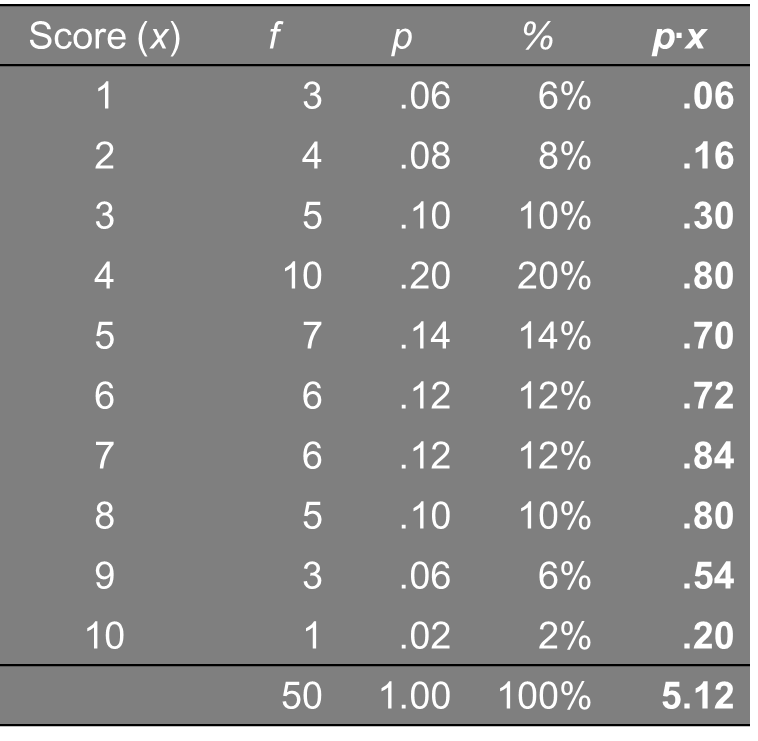 Score (x) f p % p·x
1 3 .06 6% .06
2 4 .08 8% .16
3 5 .10 10% .30
4 10 .20 20% .80
5 7 .14 14% .70
6 6 .12 12% .72
7 6 .12 12% .84
8 5 .10 10% .80
9 3 .06 6% .54
10 1 .02 2% .20
50 1.00 100% 5.12